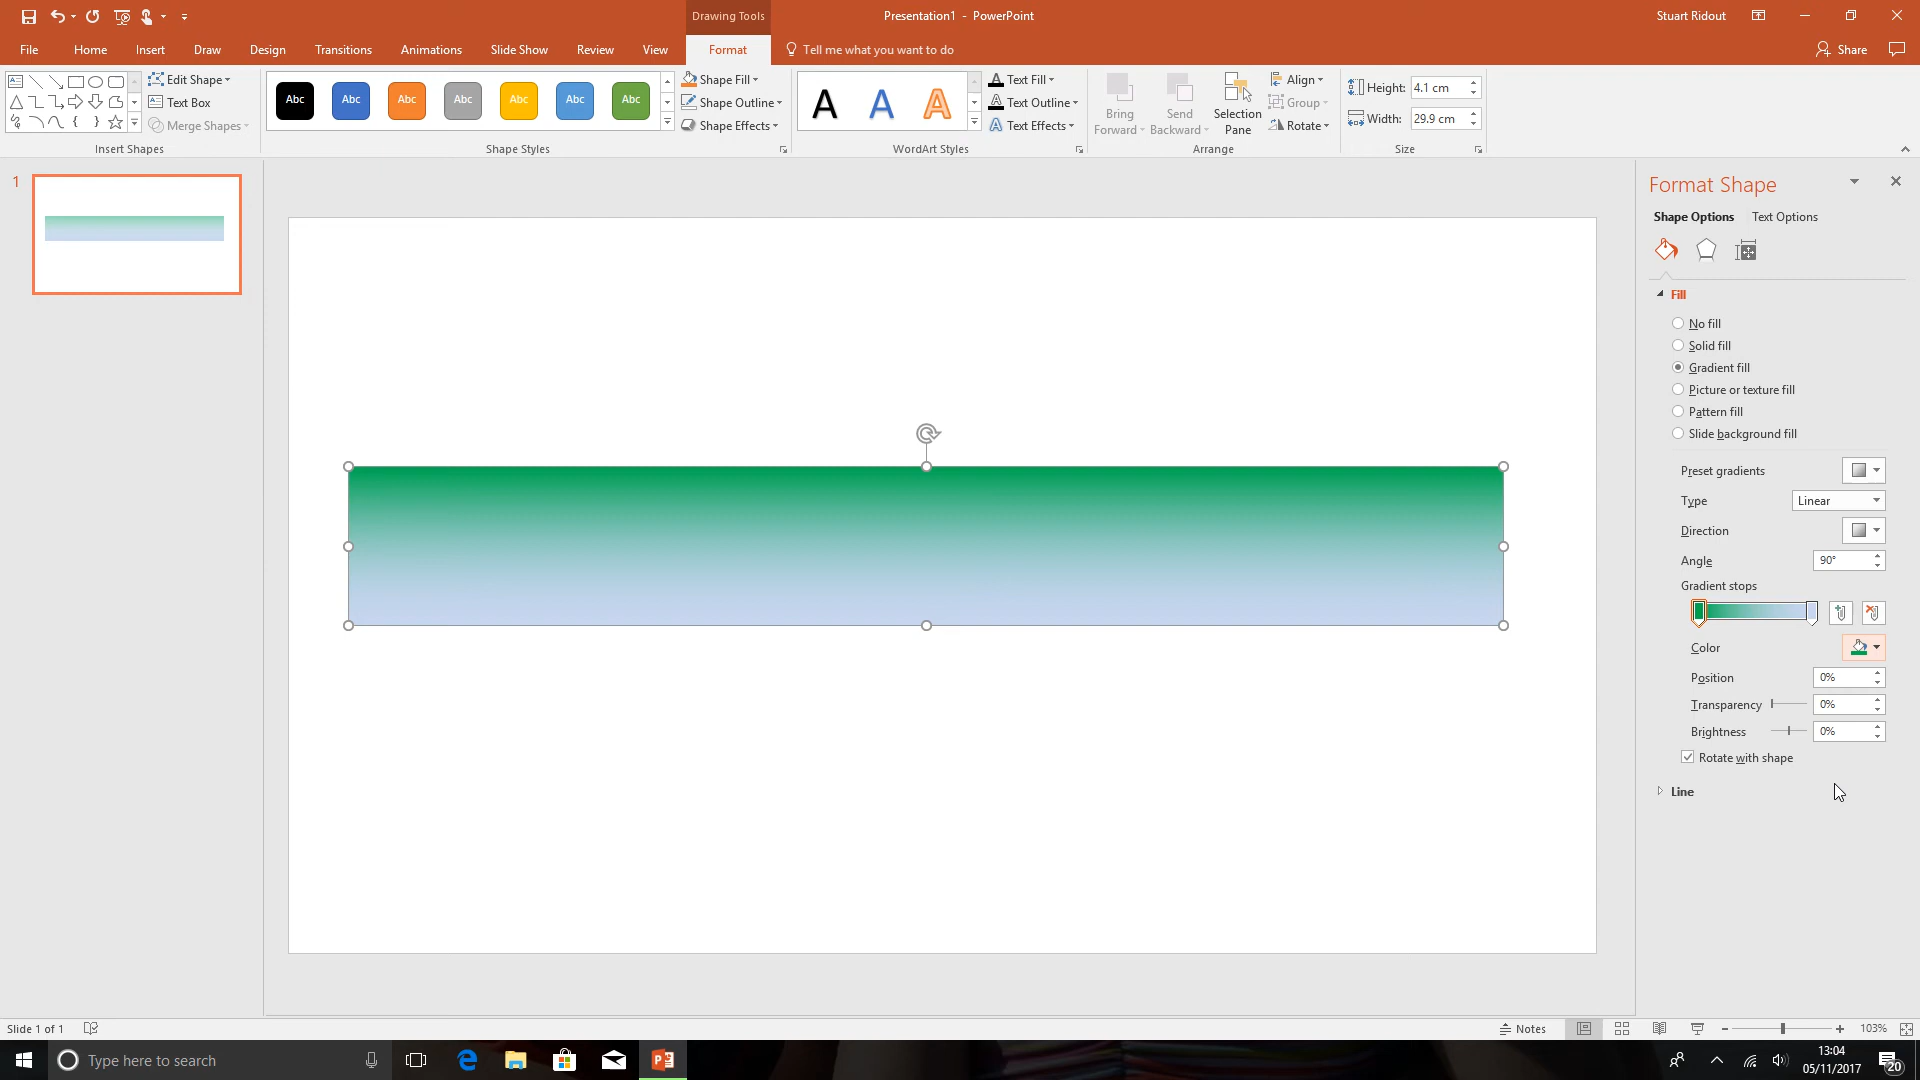 Drawing Tools
Presentation1 - PowerPoint
Stuart Ridout
File Home Insert Draw Design Transitions Animations Slide Show Review View Format Tell me what you want to do Share
Edit Shape
Text Box
Merge Shapes
Insert Shapes
Abc Abc Abc Abc Abc Abc Abc
Shape Fill
Shape Outline
Shape Effects
Shape Styles
A A A
Text Fill
Text Outline
Text Effects
WordArt Styles
Bring Forward
Send Backward
Selection Pane
Align
Group
Rotate
Arrange
Height: 4.1 cm
Width: 29.9 cm
Size
1
Format Shape
Shape Options Text Options
Fill
No fill
Solid fill
Gradient fill
Picture or texture fill
Pattern fill
Slide background fill
Preset gradients
Type Linear
Direction
Angle 90°
Gradient stops
Color
Position 0%
Transparency 0%
Brightness 0%
Rotate with shape
Line
Slide 1 of 1
Notes
103%
Type here to search
13:04
05/11/2017
20